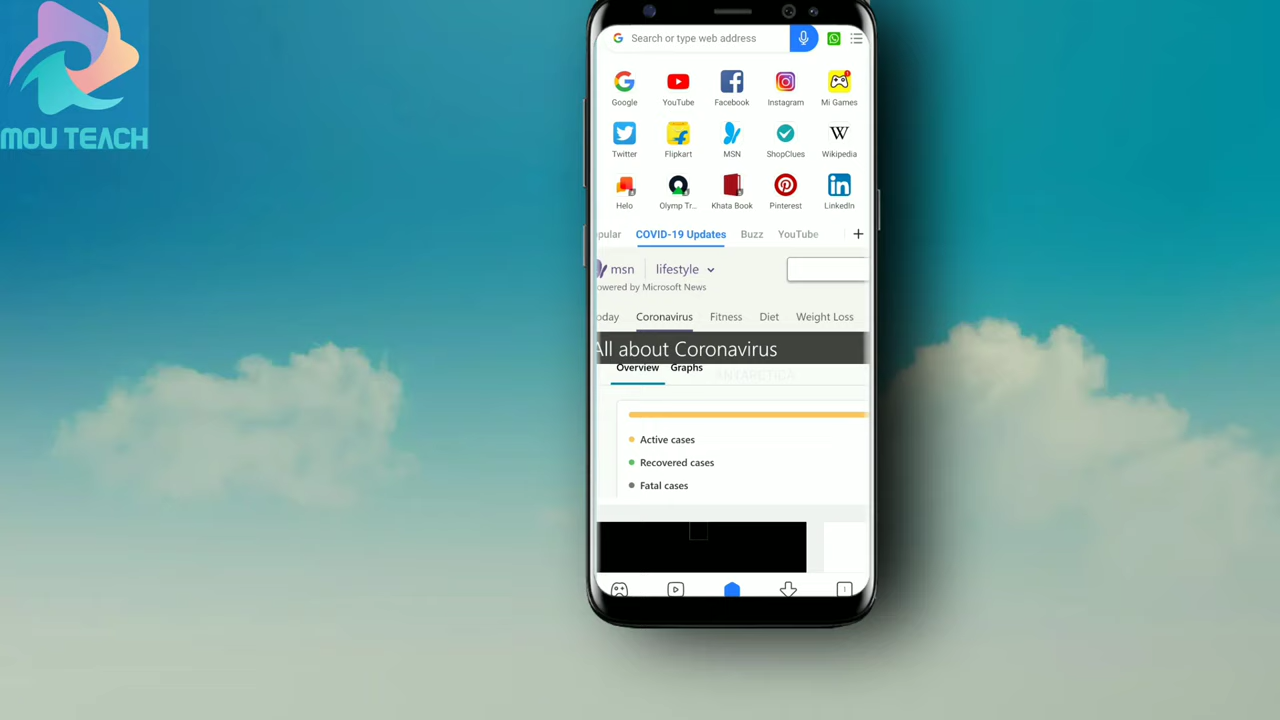 MOU TEACH
Search or type web address
Google YouTube Facebook Instagram Mi Games
Twitter Flipkart MSN ShopClues Wikipedia
Helo Olymp Tr... Khata Book Pinterest LinkedIn
pular COVID-19 Updates Buzz YouTube +
msn lifestyle
owered by Microsoft News
oday Coronavirus Fitness Diet Weight Loss
All about Coronavirus
Overview Graphs
ANTARCTICA
Active cases
Recovered cases
Fatal cases